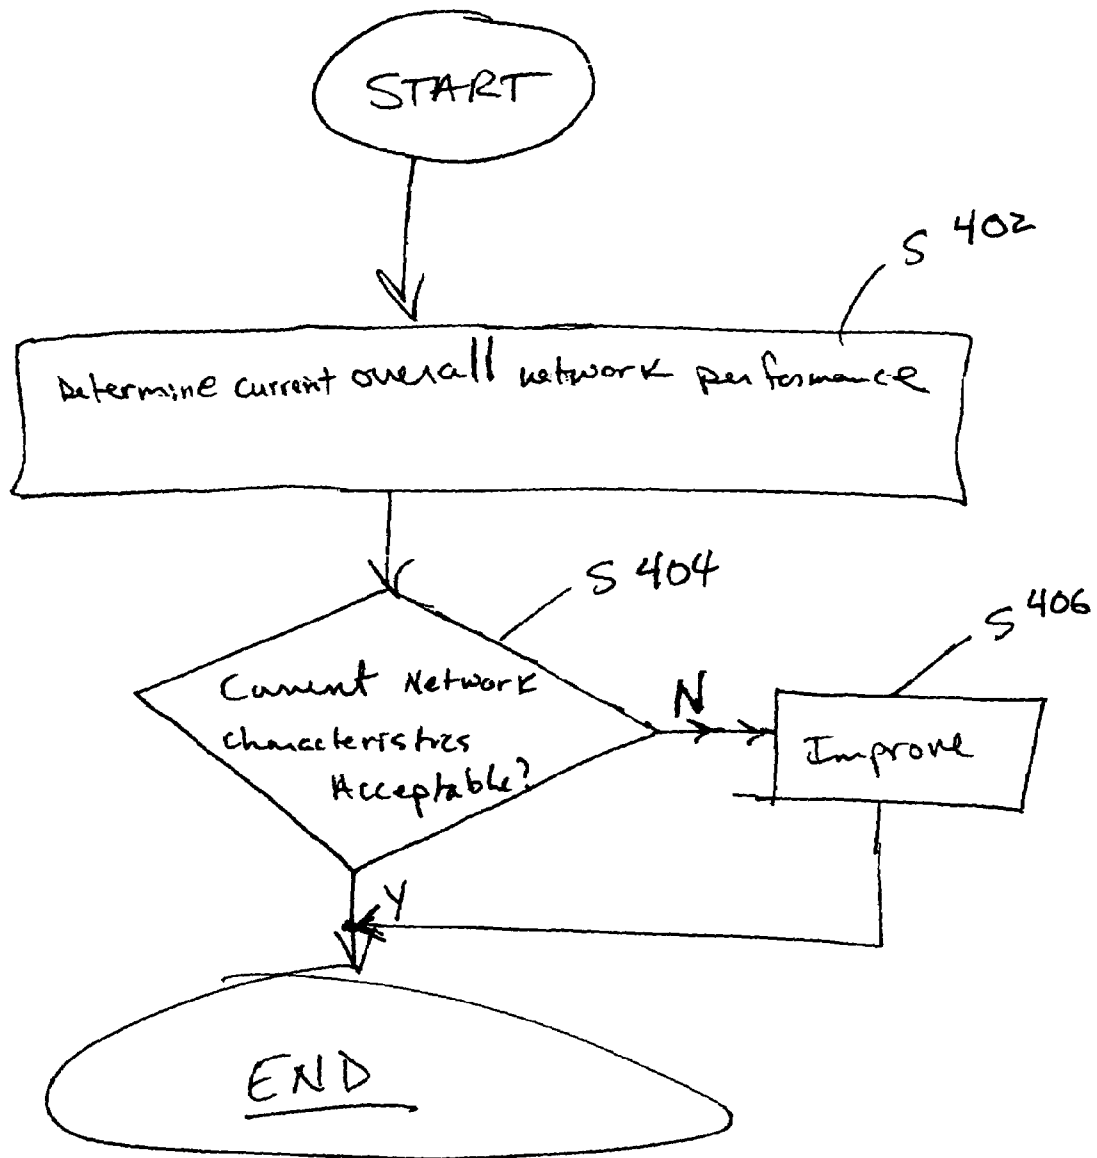 START
S 402
Determine current overall network performance
S 404
S 406
Current Network
N
characteristics
Improve
Acceptable?
Y
END